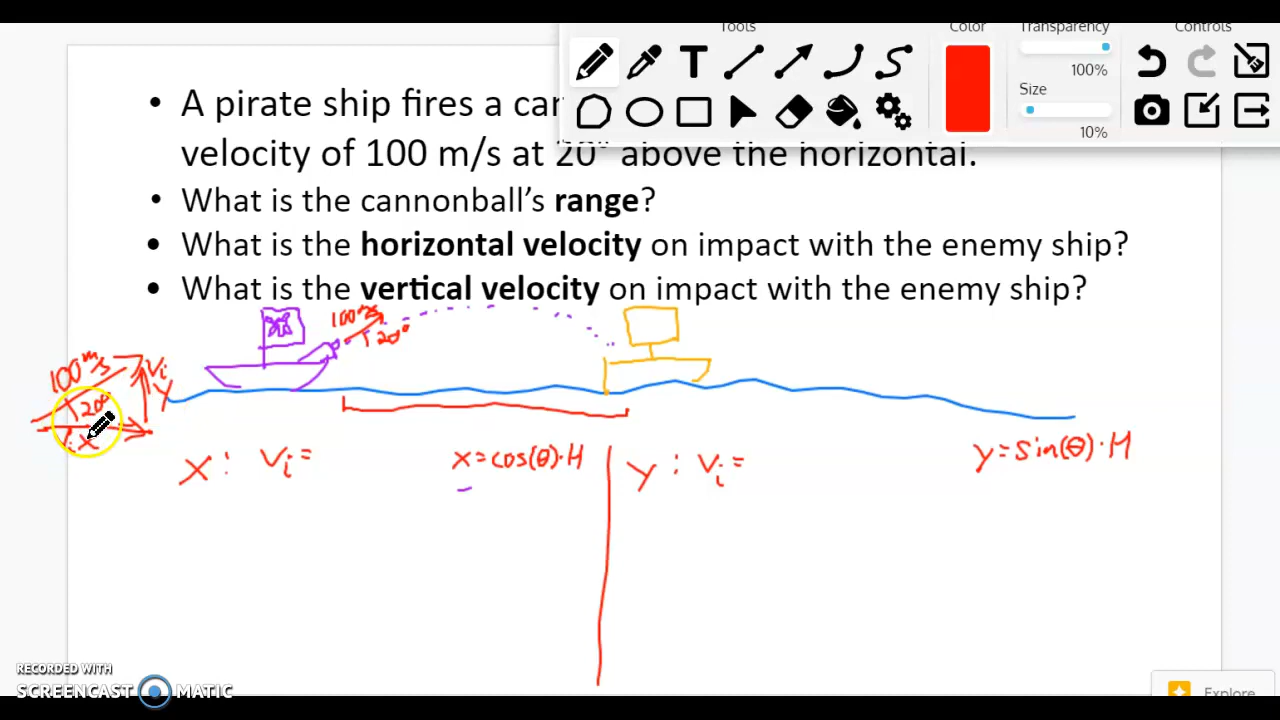 Tools Color Transparency Controls
100%
Size
10%
• A pirate ship fires a
velocity of 100 m/s at 20° above the horizontal.
• What is the cannonball's range?
• What is the horizontal velocity on impact with the enemy ship?
• What is the vertical velocity on impact with the enemy ship?
100 m/s
20°
100 m/s
Vi
y
20°
X : Vi =
x=cos(θ)·H
y : Vi =
y=sin(θ)·H
RECORDED WITH
SCREENCAST MATIC
Explore